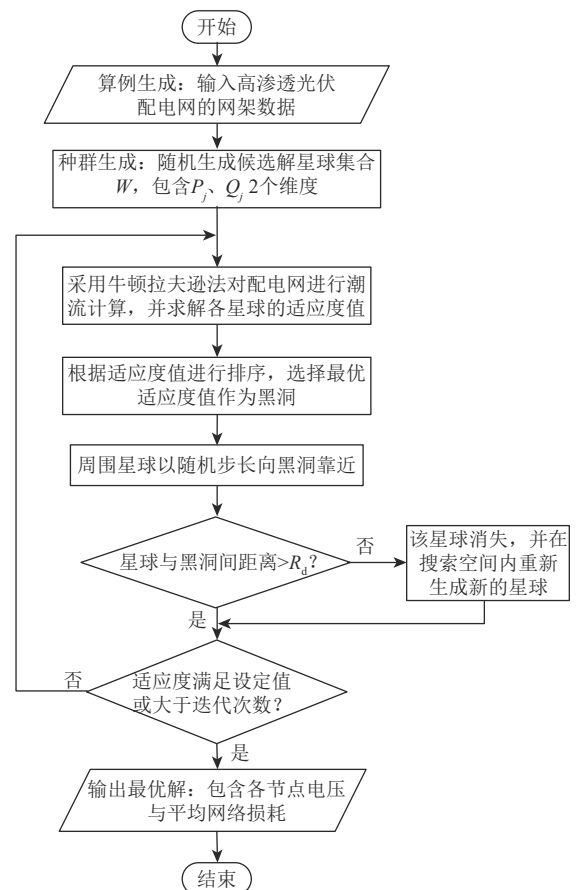 开始
算例生成：输入高渗透光伏
配电网的网架数据
种群生成：随机生成候选解星球集合
W，包含Pj、Qj 2个维度
采用牛顿拉夫逊法对配电网进行潮
流计算，并求解各星球的适应度值
根据适应度值进行排序，选择最优
适应度值作为黑洞
周围星球以随机步长向黑洞靠近
星球与黑洞间距离>Rd？
否
该星球消失，并在
搜索空间内重新
生成新的星球
是
否
适应度满足设定值
或大于迭代次数？
是
输出最优解：包含各节点电压
与平均网络损耗
结束